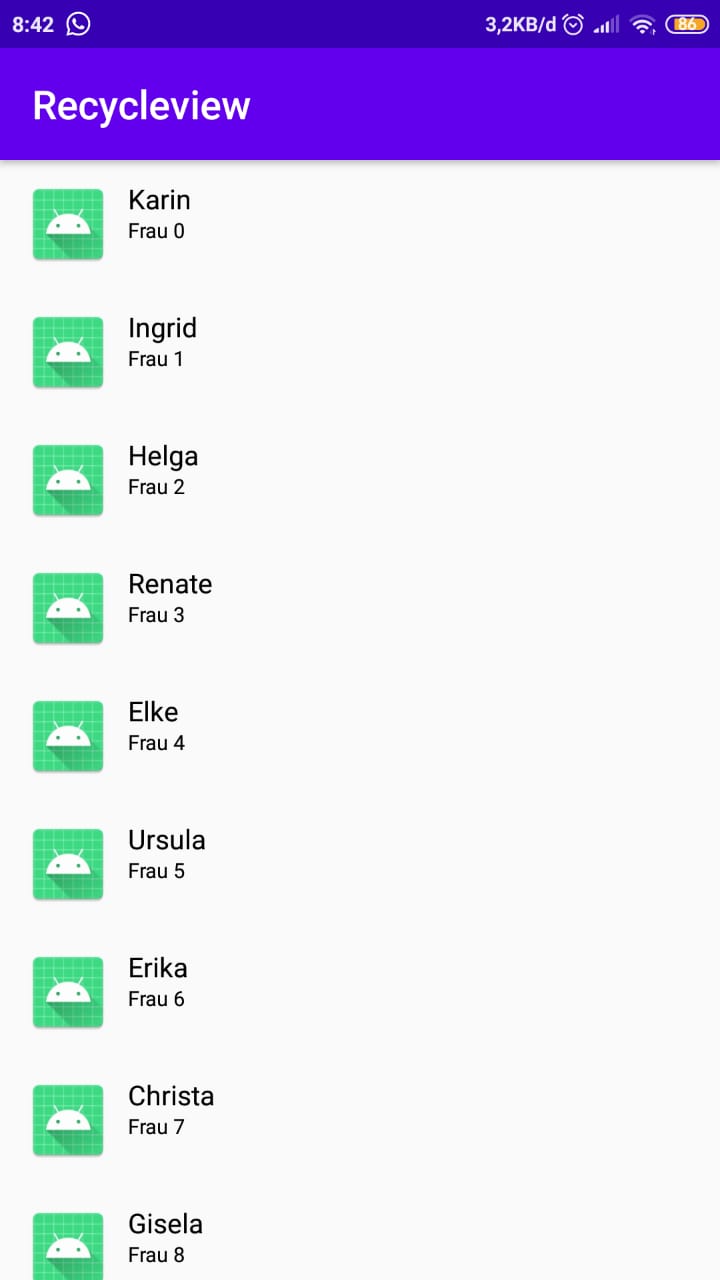 8:42
3,2KB/d
86
Recycleview
Karin
Frau 0
Ingrid
Frau 1
Helga
Frau 2
Renate
Frau 3
Elke
Frau 4
Ursula
Frau 5
Erika
Frau 6
Christa
Frau 7
Gisela
Frau 8